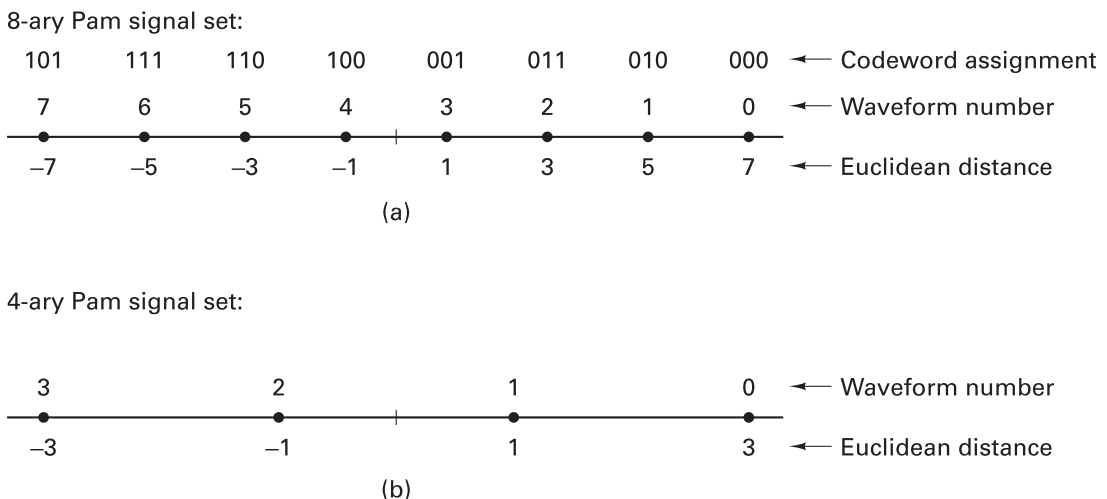 8-ary Pam signal set:
101 111 110 100 001 011 010 000 Codeword assignment
7 6 5 4 3 2 1 0 Waveform number
–7 –5 –3 –1 1 3 5 7 Euclidean distance
(a)
4-ary Pam signal set:
3 2 1 0 Waveform number
–3 –1 1 3 Euclidean distance
(b)